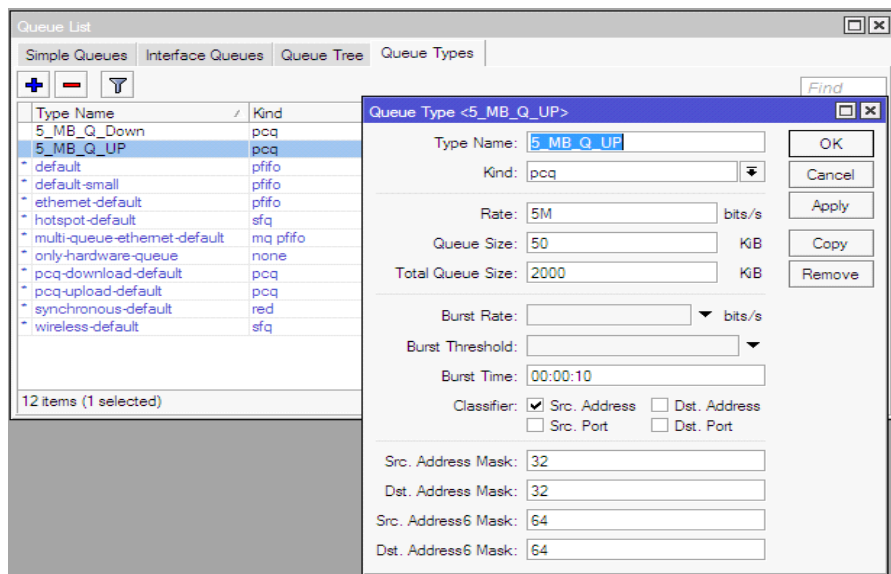 Queue List
Simple Queues Interface Queues Queue Tree Queue Types
Find
Type Name / Kind
5_MB_Q_Down pcq
5_MB_Q_UP pcq
* default pfifo
* default-small pfifo
* ethernet-default pfifo
* hotspot-default sfq
* multi-queue-ethernet-default mq pfifo
* only-hardware-queue none
* pcq-download-default pcq
* pcq-upload-default pcq
* synchronous-default red
* wireless-default sfq
12 items (1 selected)
Queue Type <5_MB_Q_UP>
Type Name: 5_MB_Q_UP
Kind: pcq
Rate: 5M bits/s
Queue Size: 50 KiB
Total Queue Size: 2000 KiB
Burst Rate: bits/s
Burst Threshold:
Burst Time: 00:00:10
Classifier: Src. Address Dst. Address
Src. Port Dst. Port
Src. Address Mask: 32
Dst. Address Mask: 32
Src. Address6 Mask: 64
Dst. Address6 Mask: 64
OK
Cancel
Apply
Copy
Remove